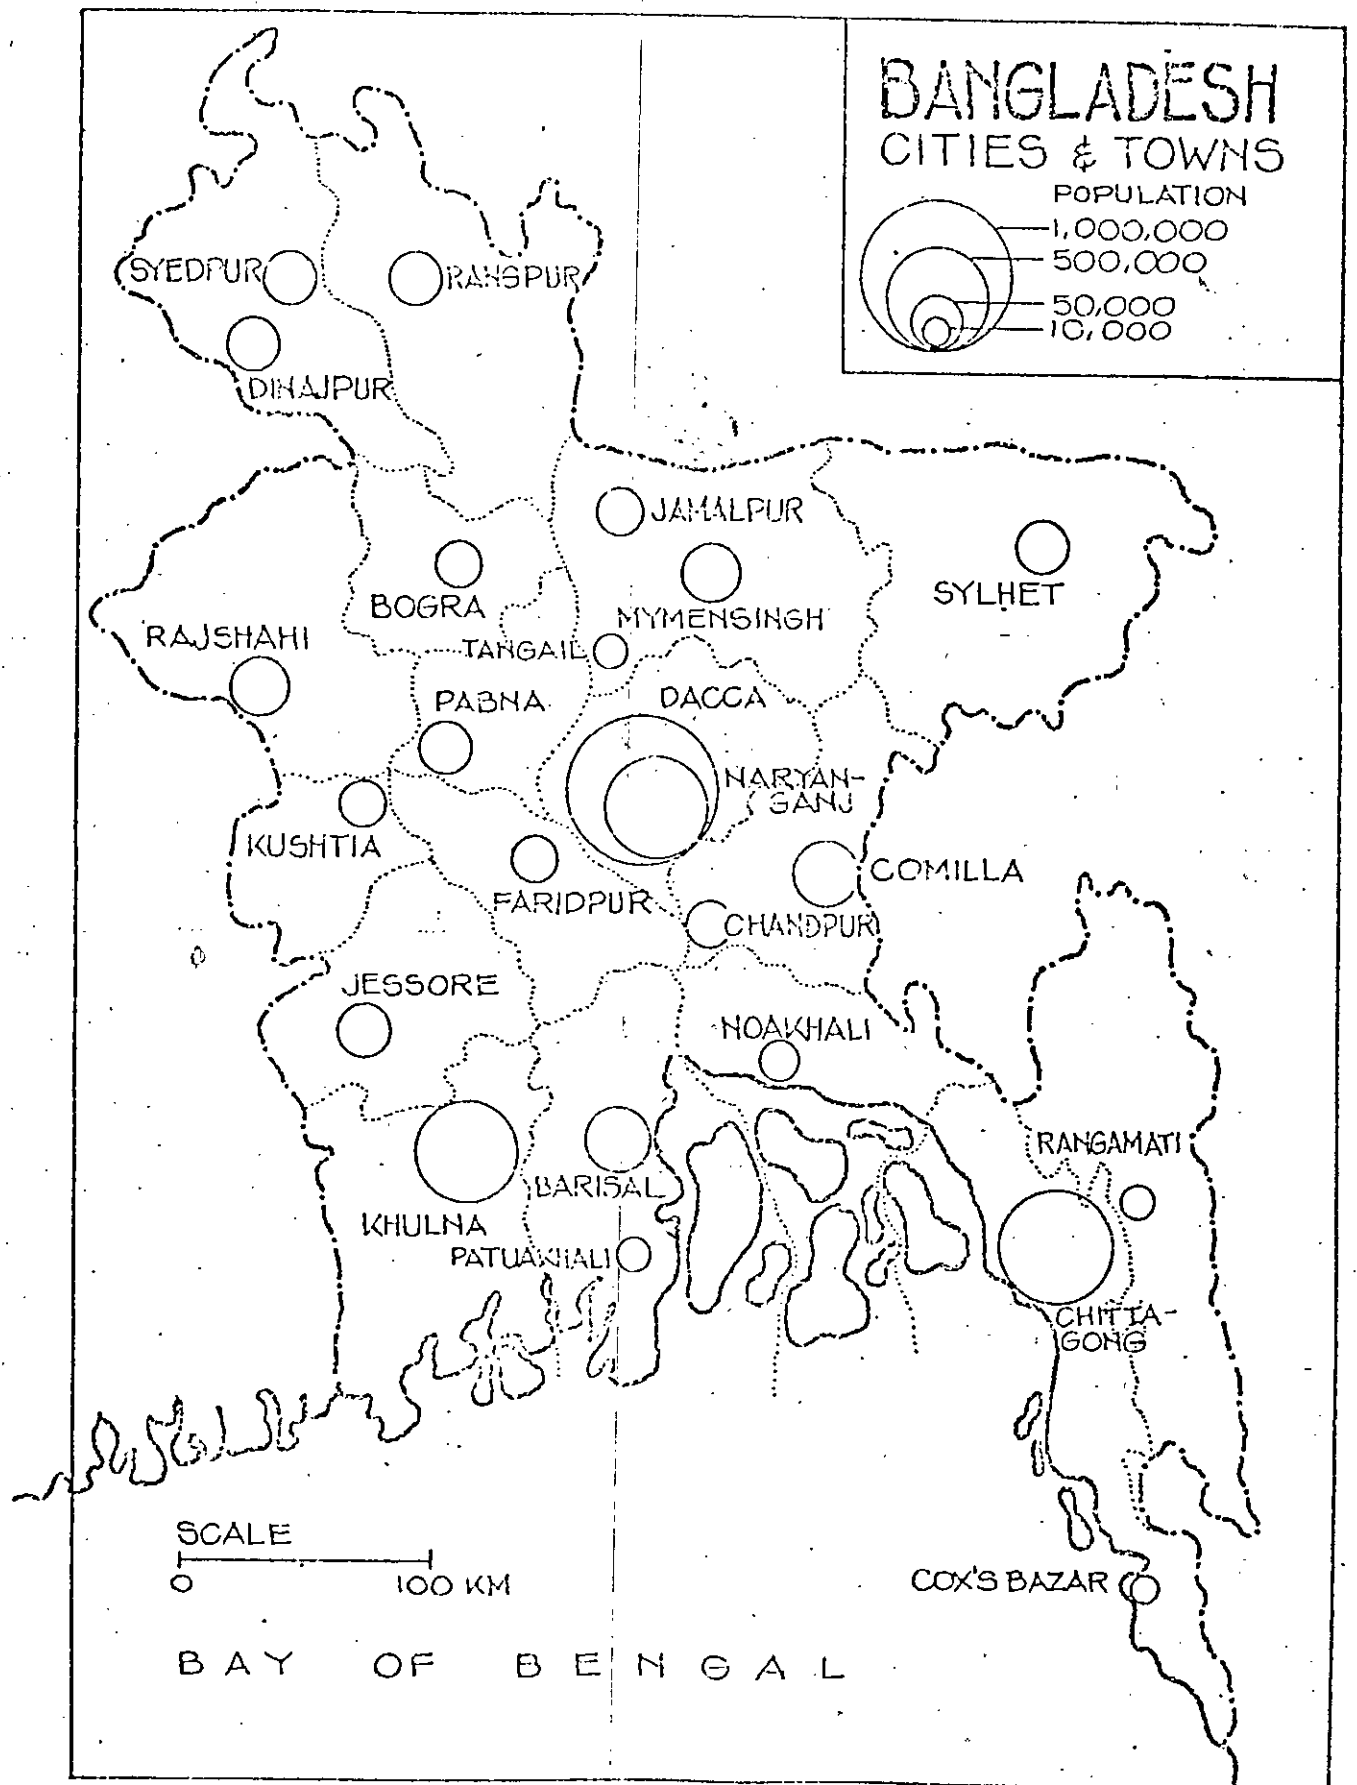 BANGLADESH
CITIES & TOWNS
POPULATION
1,000,000
500,000
50,000
10,000
SYEDPUR
RANSPUR
DINAJPUR
JAMALPUR
BOGRA
MYMENSINGH
SYLHET
RAJSHAHI
TANGAIL
PABNA
DACCA
NARYAN-
GANJ
KUSHTIA
FARIDPUR
COMILLA
CHANDPUR
JESSORE
NOAKHALI
RANGAMATI
BARISAL
KHULNA
PATUAKHALI
CHITTA-
GONG
SCALE
0 100 KM
COX'S BAZAR
BAY OF BENGAL